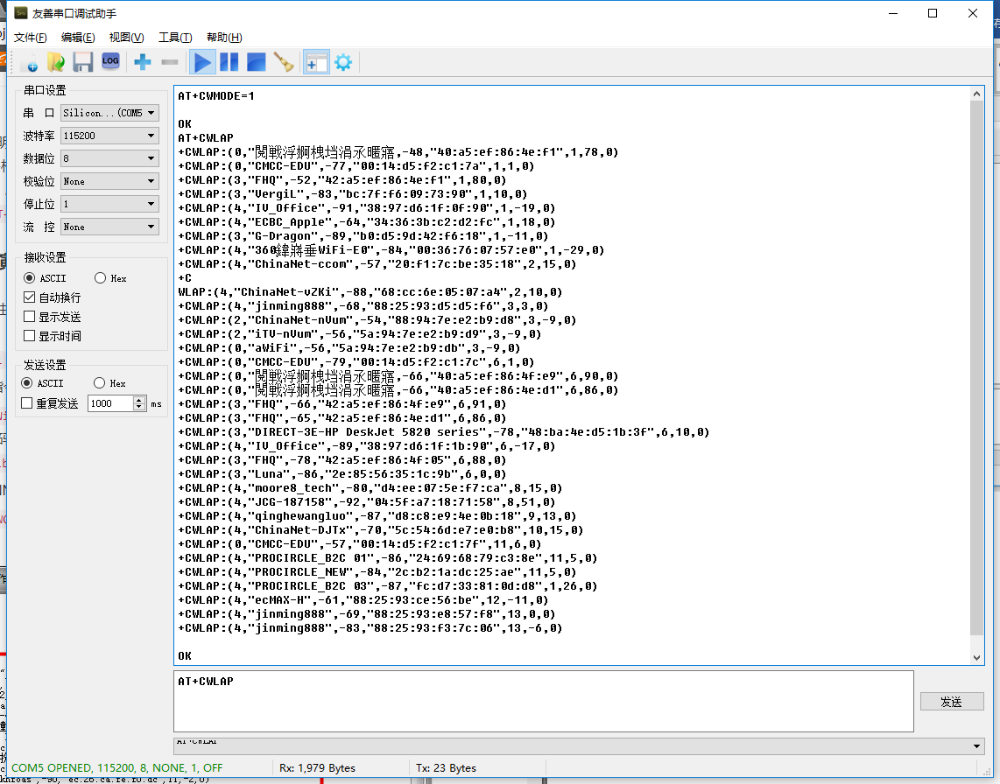 友善串口调试助手
文件(F) 编辑(E) 视图(V) 工具(T) 帮助(H)
LOG
串口设置
串 口 Silicon...(COM5
波特率 115200
数据位 8
校验位 None
停止位 1
流 控 None
接收设置
ASCII Hex
自动换行
显示发送
显示时间
发送设置
ASCII Hex
重复发送 1000 ms
AT+CWMODE=1
OK
AT+CWLAP
+CWLAP:(0,"閲戦浮婀栧垱涓氶暱寤,-48,"40:a5:ef:86:4e:f1",1,78,0)
+CWLAP:(0,"CMCC-EDU",-77,"00:14:d5:f2:c1:7a",1,1,0)
+CWLAP:(3,"FHQ",-52,"42:a5:ef:86:4e:f1",1,80,0)
+CWLAP:(3,"VergiL",-83,"bc:7f:f6:09:73:90",1,10,0)
+CWLAP:(4,"IV_Office",-91,"38:97:d6:1f:0f:90",1,-19,0)
+CWLAP:(4,"ECBC_Apple",-64,"34:36:3b:c2:d2:fc",1,18,0)
+CWLAP:(3,"G-Dragon",-89,"b0:d5:9d:42:f6:18",1,-11,0)
+CWLAP:(4,"360鍏嶈垂WiFi-E0",-84,"00:36:76:07:57:e0",1,-29,0)
+CWLAP:(4,"ChinaNet-ccom",-57,"20:f1:7c:be:35:18",2,15,0)
+C
WLAP:(4,"ChinaNet-vZKi",-88,"68:cc:6e:05:07:a4",2,10,0)
+CWLAP:(4,"jinming888",-68,"88:25:93:d5:d5:f6",3,3,0)
+CWLAP:(2,"ChinaNet-nVum",-54,"88:94:7e:e2:b9:d8",3,-9,0)
+CWLAP:(2,"iTV-nVum",-56,"5a:94:7e:e2:b9:d9",3,-9,0)
+CWLAP:(0,"aWiFi",-56,"5a:94:7e:e2:b9:db",3,-9,0)
+CWLAP:(0,"CMCC-EDU",-79,"00:14:d5:f2:c1:7c",6,1,0)
+CWLAP:(0,"閲戦浮婀栧垱涓氶暱寤,-66,"40:a5:ef:86:4f:e9",6,90,0)
+CWLAP:(0,"閲戦浮婀栧垱涓氶暱寤,-66,"40:a5:ef:86:4e:d1",6,86,0)
+CWLAP:(3,"FHQ",-66,"42:a5:ef:86:4f:e9",6,91,0)
+CWLAP:(3,"FHQ",-65,"42:a5:ef:86:4e:d1",6,86,0)
+CWLAP:(3,"DIRECT-3E-HP DeskJet 5820 series",-78,"48:ba:4e:d5:1b:3f",6,10,0)
+CWLAP:(4,"IV_Office",-89,"38:97:d6:1f:1b:90",6,-17,0)
+CWLAP:(3,"FHQ",-78,"42:a5:ef:86:4f:05",6,88,0)
+CWLAP:(3,"Luna",-86,"2e:85:56:35:1c:9b",6,0,0)
+CWLAP:(4,"moore8_tech",-80,"d4:ee:07:5e:f7:ca",8,15,0)
+CWLAP:(4,"JCG-187158",-92,"04:5f:a7:18:71:58",8,51,0)
+CWLAP:(4,"qinghewangluo",-87,"d8:c8:e9:4e:0b:18",9,13,0)
+CWLAP:(4,"ChinaNet-DJTx",-70,"5c:54:6d:e7:e0:b8",10,15,0)
+CWLAP:(0,"CMCC-EDU",-57,"00:14:d5:f2:c1:7f",11,6,0)
+CWLAP:(4,"PROCIRCLE_B2C 01",-86,"24:69:68:79:c3:8e",11,5,0)
+CWLAP:(4,"PROCIRCLE_NEW",-84,"2c:b2:1a:dc:25:ae",11,5,0)
+CWLAP:(4,"PROCIRCLE_B2C 03",-87,"fc:d7:33:81:0d:d8",1,26,0)
+CWLAP:(4,"ecMAX-H",-61,"88:25:93:ce:56:be",12,-11,0)
+CWLAP:(4,"jinming888",-69,"88:25:93:e8:57:f8",13,0,0)
+CWLAP:(4,"jinming888",-83,"88:25:93:f3:7c:06",13,-6,0)
OK
AT+CWLAP
发送
AT+CWLAP
COM5 OPENED, 115200, 8, NONE, 1, OFF Rx: 1,979 Bytes Tx: 23 Bytes